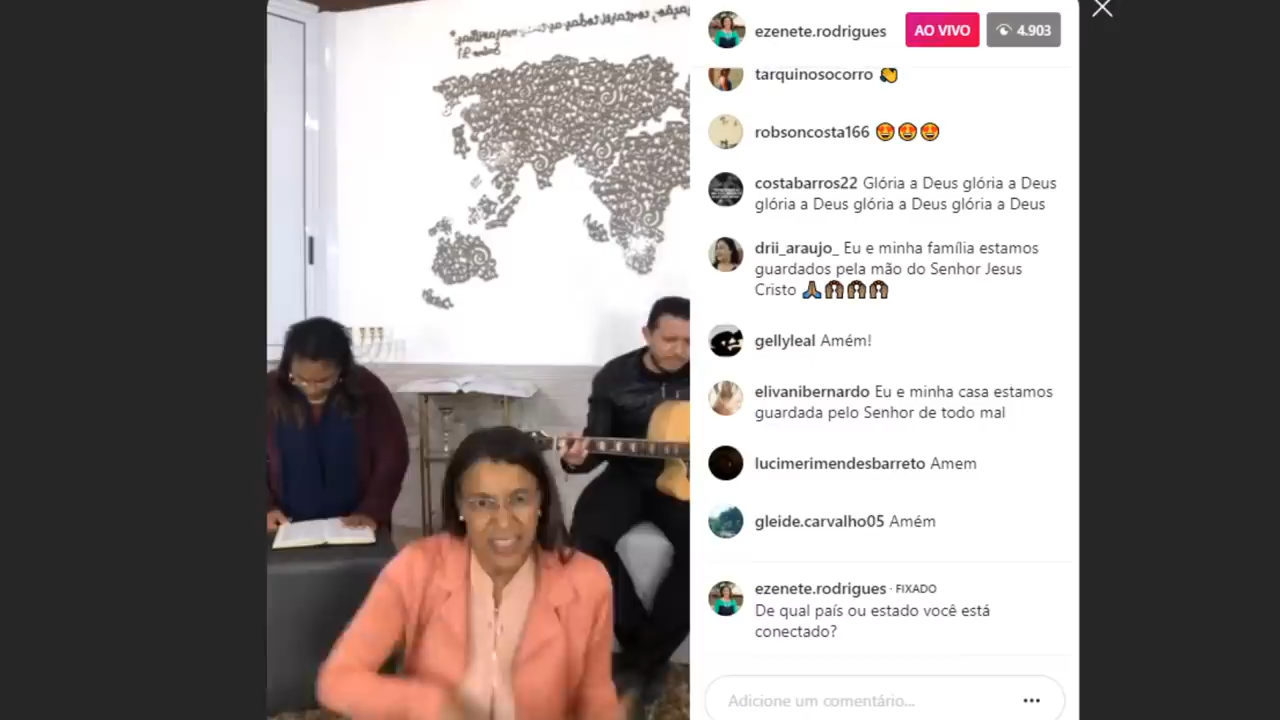 ezenete.rodrigues
AO VIVO
4.903
tarquinosocorro 👏
robsoncosta166 🤩🤩🤩
costabarros22 Glória a Deus glória a Deus
glória a Deus glória a Deus glória a Deus
drii_araujo_ Eu e minha família estamos
guardados pela mão do Senhor Jesus
Cristo 🙏🏽🙌🏽🙌🏽🙌🏽
gellyleal Amém!
elivanibernardo Eu e minha casa estamos
guardada pelo Senhor de todo mal
lucimerimendesbarreto Amem
gleide.carvalho05 Amém
ezenete.rodrigues · FIXADO
De qual país ou estado você está
conectado?
Adicione um comentário...